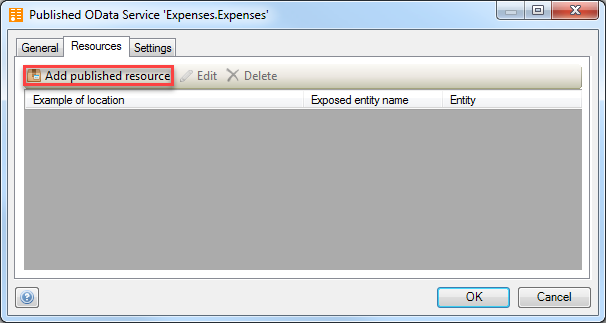 Published OData Service 'Expenses.Expenses'
General Resources Settings
Add published resource Edit Delete
Example of location Exposed entity name Entity
? OK Cancel